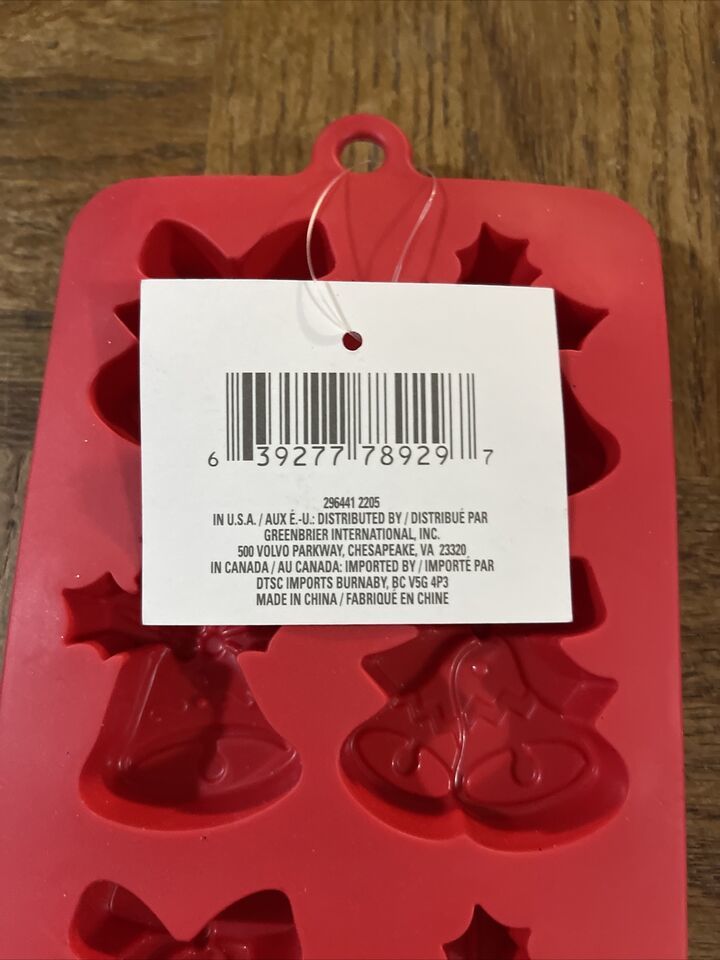 6 39277 78929 7
296441 2205
IN U.S.A. / AUX É.-U.: DISTRIBUTED BY / DISTRIBUÉ PAR
GREENBRIER INTERNATIONAL, INC.
500 VOLVO PARKWAY, CHESAPEAKE, VA 23320
IN CANADA / AU CANADA: IMPORTED BY / IMPORTÉ PAR
DTSC IMPORTS BURNABY, BC V5G 4P3
MADE IN CHINA / FABRIQUÉ EN CHINE